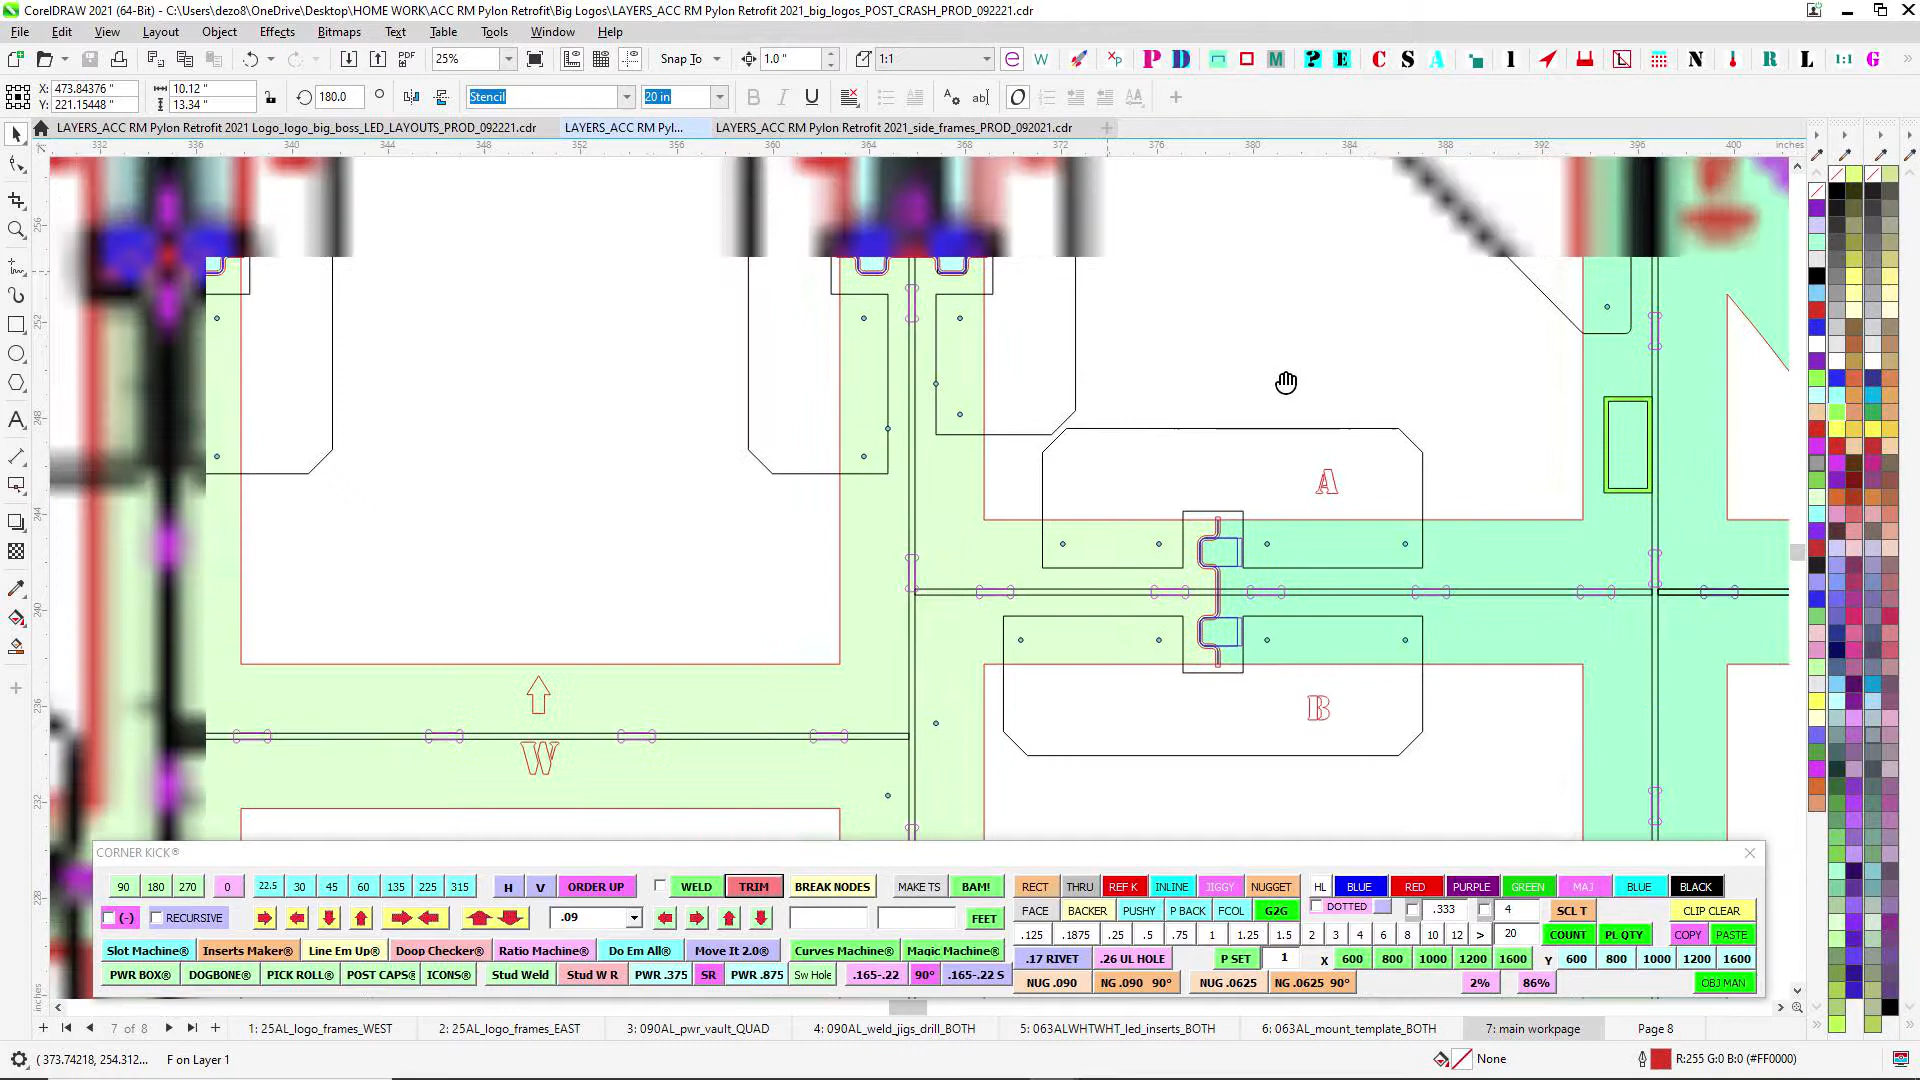 CorelDRAW 2021 (64-Bit) - C:\Users\dezo8\OneDrive\Desktop\HOME WORK\ACC RM Pylon Retrofit\Big Logos\LAYERS_ACC RM Pylon Retrofit 2021_big_logos_POST_CRASH_PROD_092221.cdr
File Edit View Layout Object Effects Bitmaps Text Table Tools Window Help
PDF 25% Snap To 1.0 " 1:1
X: 473.84376 " 10.12 " 180.0 ° Stencil 20 in
Y: 221.15448 " 13.34 "
LAYERS_ACC RM Pylon Retrofit 2021 Logo_logo_big_boss_LED_LAYOUTS_PROD_092221.cdr LAYERS_ACC RM Pyl... LAYERS_ACC RM Pylon Retrofit 2021_side_frames_PROD_092021.cdr
332 336 340 344 348 352 356 360 364 368 372 376 380 384 388 392 396 400 inches
A
B
W
CORNER KICK®
90 180 270 0 22.5 30 45 60 135 225 315 H V ORDER UP WELD TRIM BREAK NODES MAKE TS BAM! RECT THRU REF K INLINE JIGGY NUGGET HL BLUE RED PURPLE GREEN MAJ BLUE BLACK
(-) RECURSIVE .09 FEET FACE BACKER PUSHY P BACK FCOL G2G DOTTED .333 4 SCL T CLIP CLEAR
.125 .1875 .25 .5 .75 1 1.25 1.5 2 3 4 6 8 10 12 > 20 COUNT PL QTY COPY PASTE
Slot Machine® Inserts Maker® Line Em Up® Doop Checker® Ratio Machine® Do Em All® Move It 2.0® Curves Machine® Magic Machine® .17 RIVET .26 UL HOLE P SET 1 X 600 800 1000 1200 1600 Y 600 800 1000 1200 1600
PWR BOX® DOGBONE® PICK ROLL® POST CAPS® ICONS® Stud Weld Stud W R PWR .375 SR PWR .875 Sw Hole .165-.22 90° .165-.22 S NUG .090 NG .090 90° NUG .0625 NG .0625 90° 2% 86% OBJ MAN
7 of 8 1: 25AL_logo_frames_WEST 2: 25AL_logo_frames_EAST 3: 090AL_pwr_vault_QUAD 4: 090AL_weld_jigs_drill_BOTH 5: 063ALWHTWHT_led_inserts_BOTH 6: 063AL_mount_template_BOTH 7: main workpage Page 8
( 373.74218, 254.312... F on Layer 1 None R:255 G:0 B:0 (#FF0000)